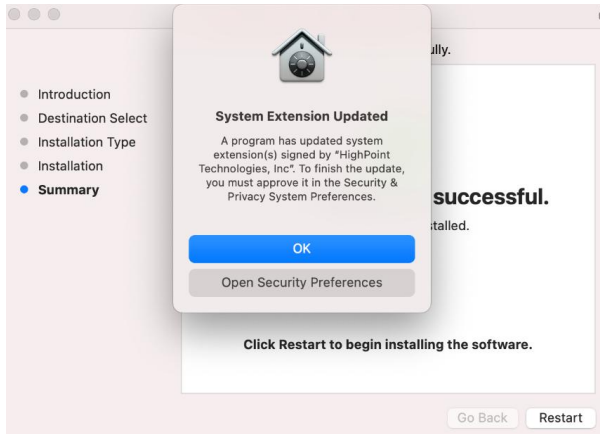 ully.
Introduction
Destination Select
Installation Type
Installation
Summary
System Extension Updated
A program has updated system
extension(s) signed by "HighPoint
Technologies, Inc". To finish the update,
you must approve it in the Security &
Privacy System Preferences.
OK
Open Security Preferences
successful.
stalled.
Click Restart to begin installing the software.
Go Back
Restart